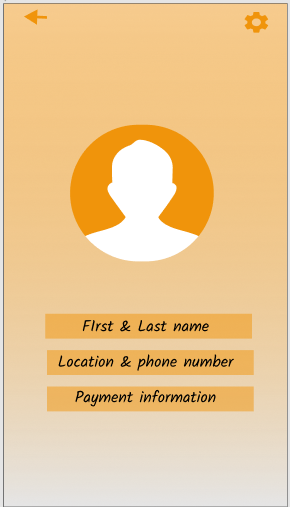 FIrst & Last name
Location & phone number
Payment information